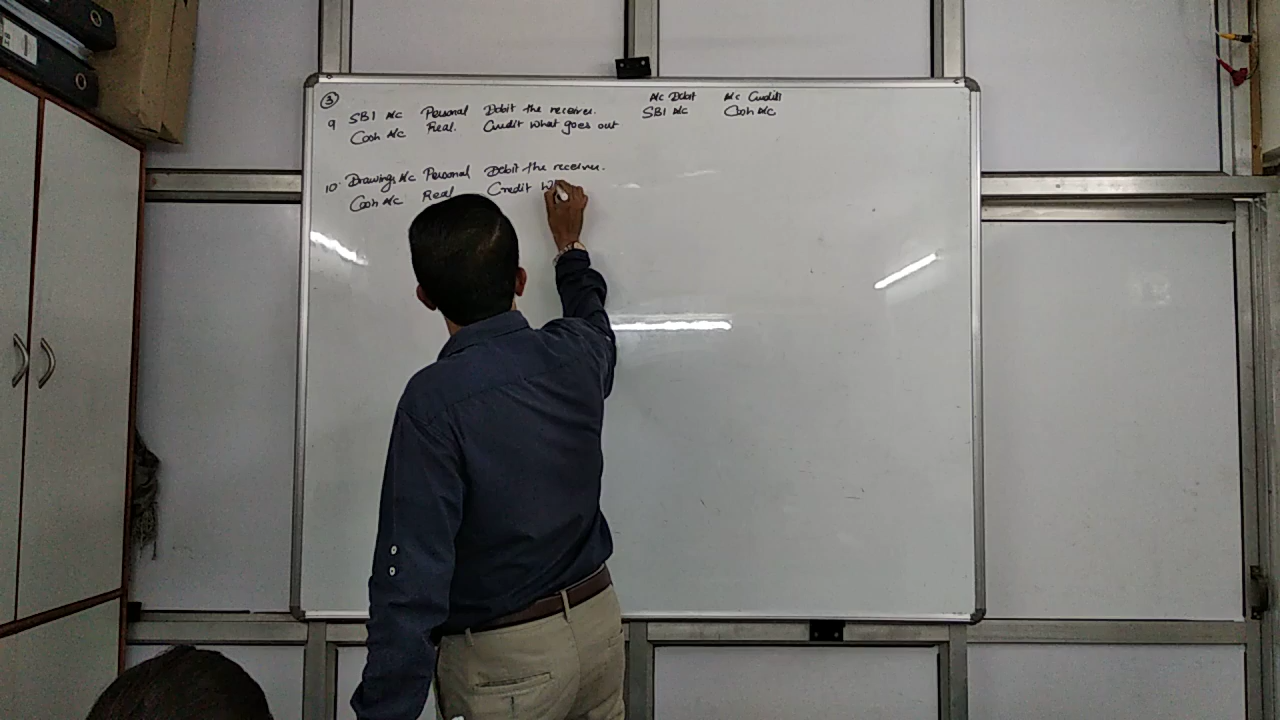 ③ A/c Debit A/c Credit
9 SBI A/c Personal Debit the receiver. SBI A/c Cash A/c
Cash A/c Real. Credit what goes out
10. Drawings A/c Personal Debit the receiver.
Cash A/c Real Credit w